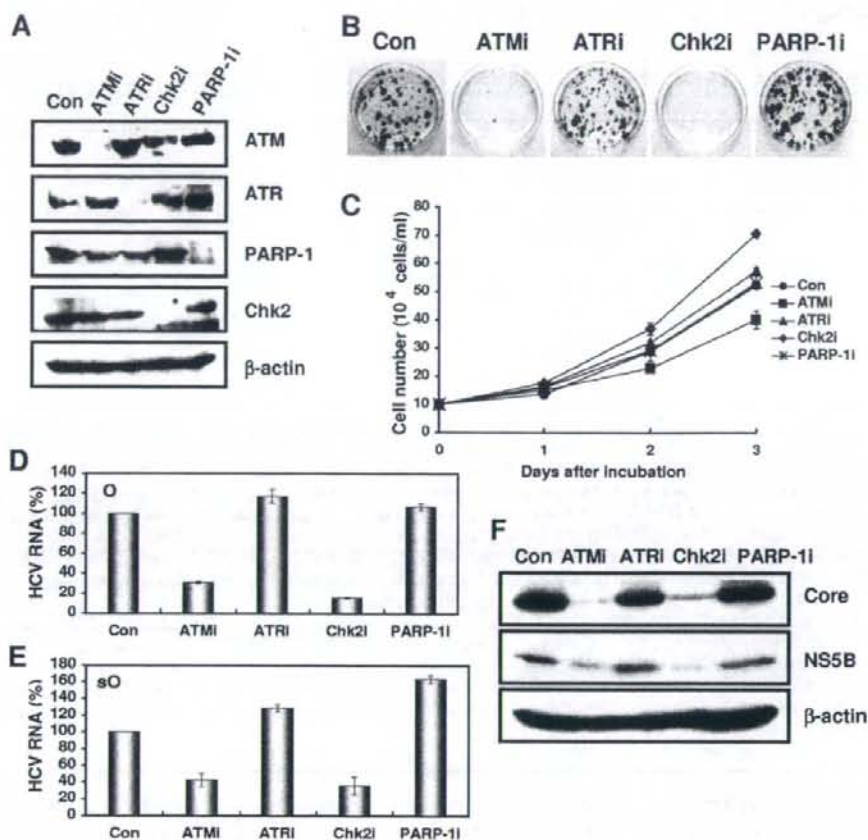 A
Con ATMi ATRi Chk2i PARP-1i
ATM
ATR
PARP-1
Chk2
β-actin
B
Con ATMi ATRi Chk2i PARP-1i
C
Cell number (10⁴ cells/ml)
80
70
60
50
40
30
20
10
0
0 1 2 3
Days after incubation
Con
ATMi
ATRi
Chk2i
PARP-1i
D
O
HCV RNA (%)
140
120
100
80
60
40
20
0
Con ATMi ATRi Chk2i PARP-1i
E
sO
HCV RNA (%)
180
160
140
120
100
80
60
40
20
0
Con ATMi ATRi Chk2i PARP-1i
F
Con ATMi ATRi Chk2i PARP-1i
Core
NS5B
β-actin